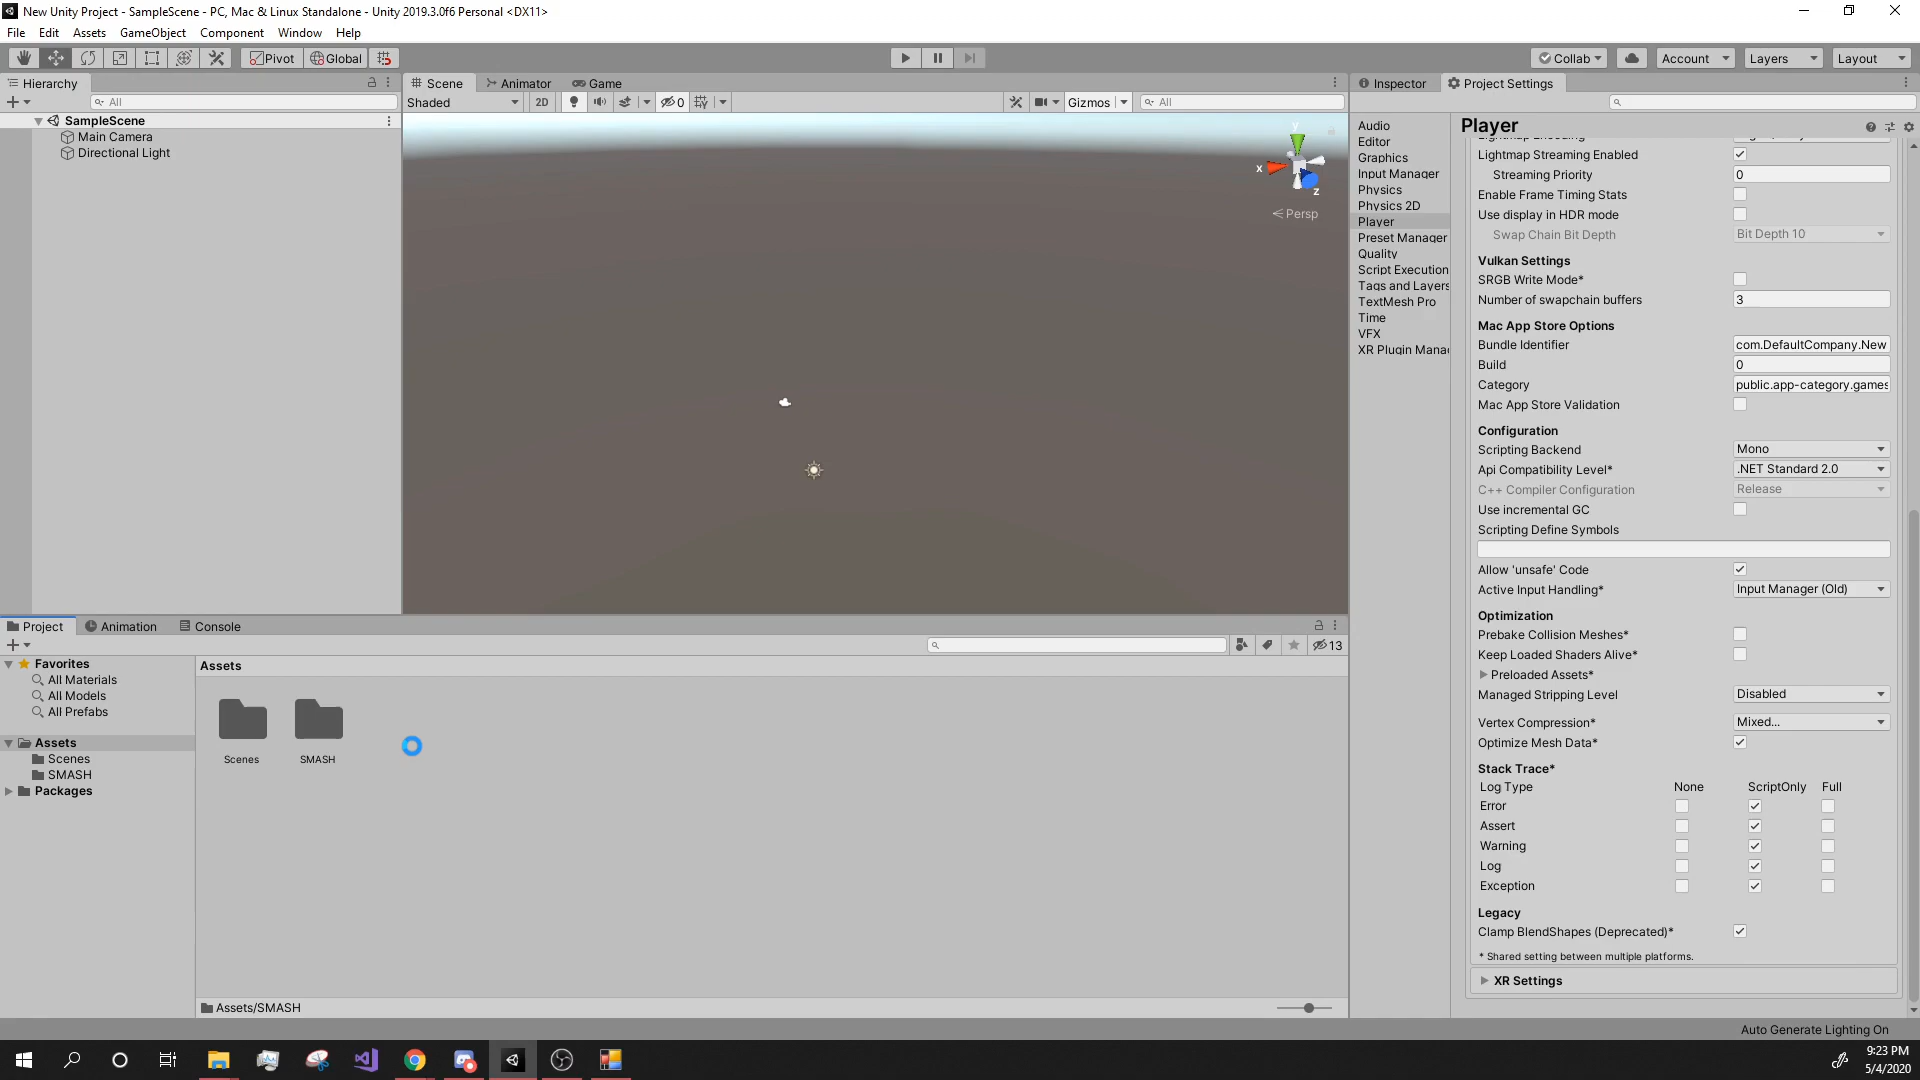 New Unity Project - SampleScene - PC, Mac & Linux Standalone - Unity 2019.3.0f6 Personal <DX11>
File Edit Assets GameObject Component Window Help
Pivot Global Collab Account Layers Layout
Hierarchy
All
SampleScene
Main Camera
Directional Light
Scene Animator Game
Shaded 2D 0 Gizmos All
y
x
z
Persp
Inspector Project Settings
Audio
Editor
Graphics
Input Manager
Physics
Physics 2D
Player
Preset Manager
Quality
Script Execution
Tags and Layers
TextMesh Pro
Time
VFX
XR Plugin Mana
Player
Lightmap Streaming Enabled
Streaming Priority 0
Enable Frame Timing Stats
Use display in HDR mode
Swap Chain Bit Depth Bit Depth 10
Vulkan Settings
SRGB Write Mode*
Number of swapchain buffers 3
Mac App Store Options
Bundle Identifier com.DefaultCompany.New
Build 0
Category public.app-category.games
Mac App Store Validation
Configuration
Scripting Backend Mono
Api Compatibility Level* .NET Standard 2.0
C++ Compiler Configuration Release
Use incremental GC
Scripting Define Symbols
Allow 'unsafe' Code
Active Input Handling* Input Manager (Old)
Optimization
Prebake Collision Meshes*
Keep Loaded Shaders Alive*
Preloaded Assets*
Managed Stripping Level Disabled
Vertex Compression* Mixed...
Optimize Mesh Data*
Stack Trace*
Log Type None ScriptOnly Full
Error
Assert
Warning
Log
Exception
Legacy
Clamp BlendShapes (Deprecated)*
* Shared setting between multiple platforms.
XR Settings
Project Animation Console
13
Favorites
All Materials
All Models
All Prefabs
Assets
Scenes
SMASH
Packages
Assets
Scenes SMASH
Assets/SMASH
Auto Generate Lighting On
9:23 PM
5/4/2020